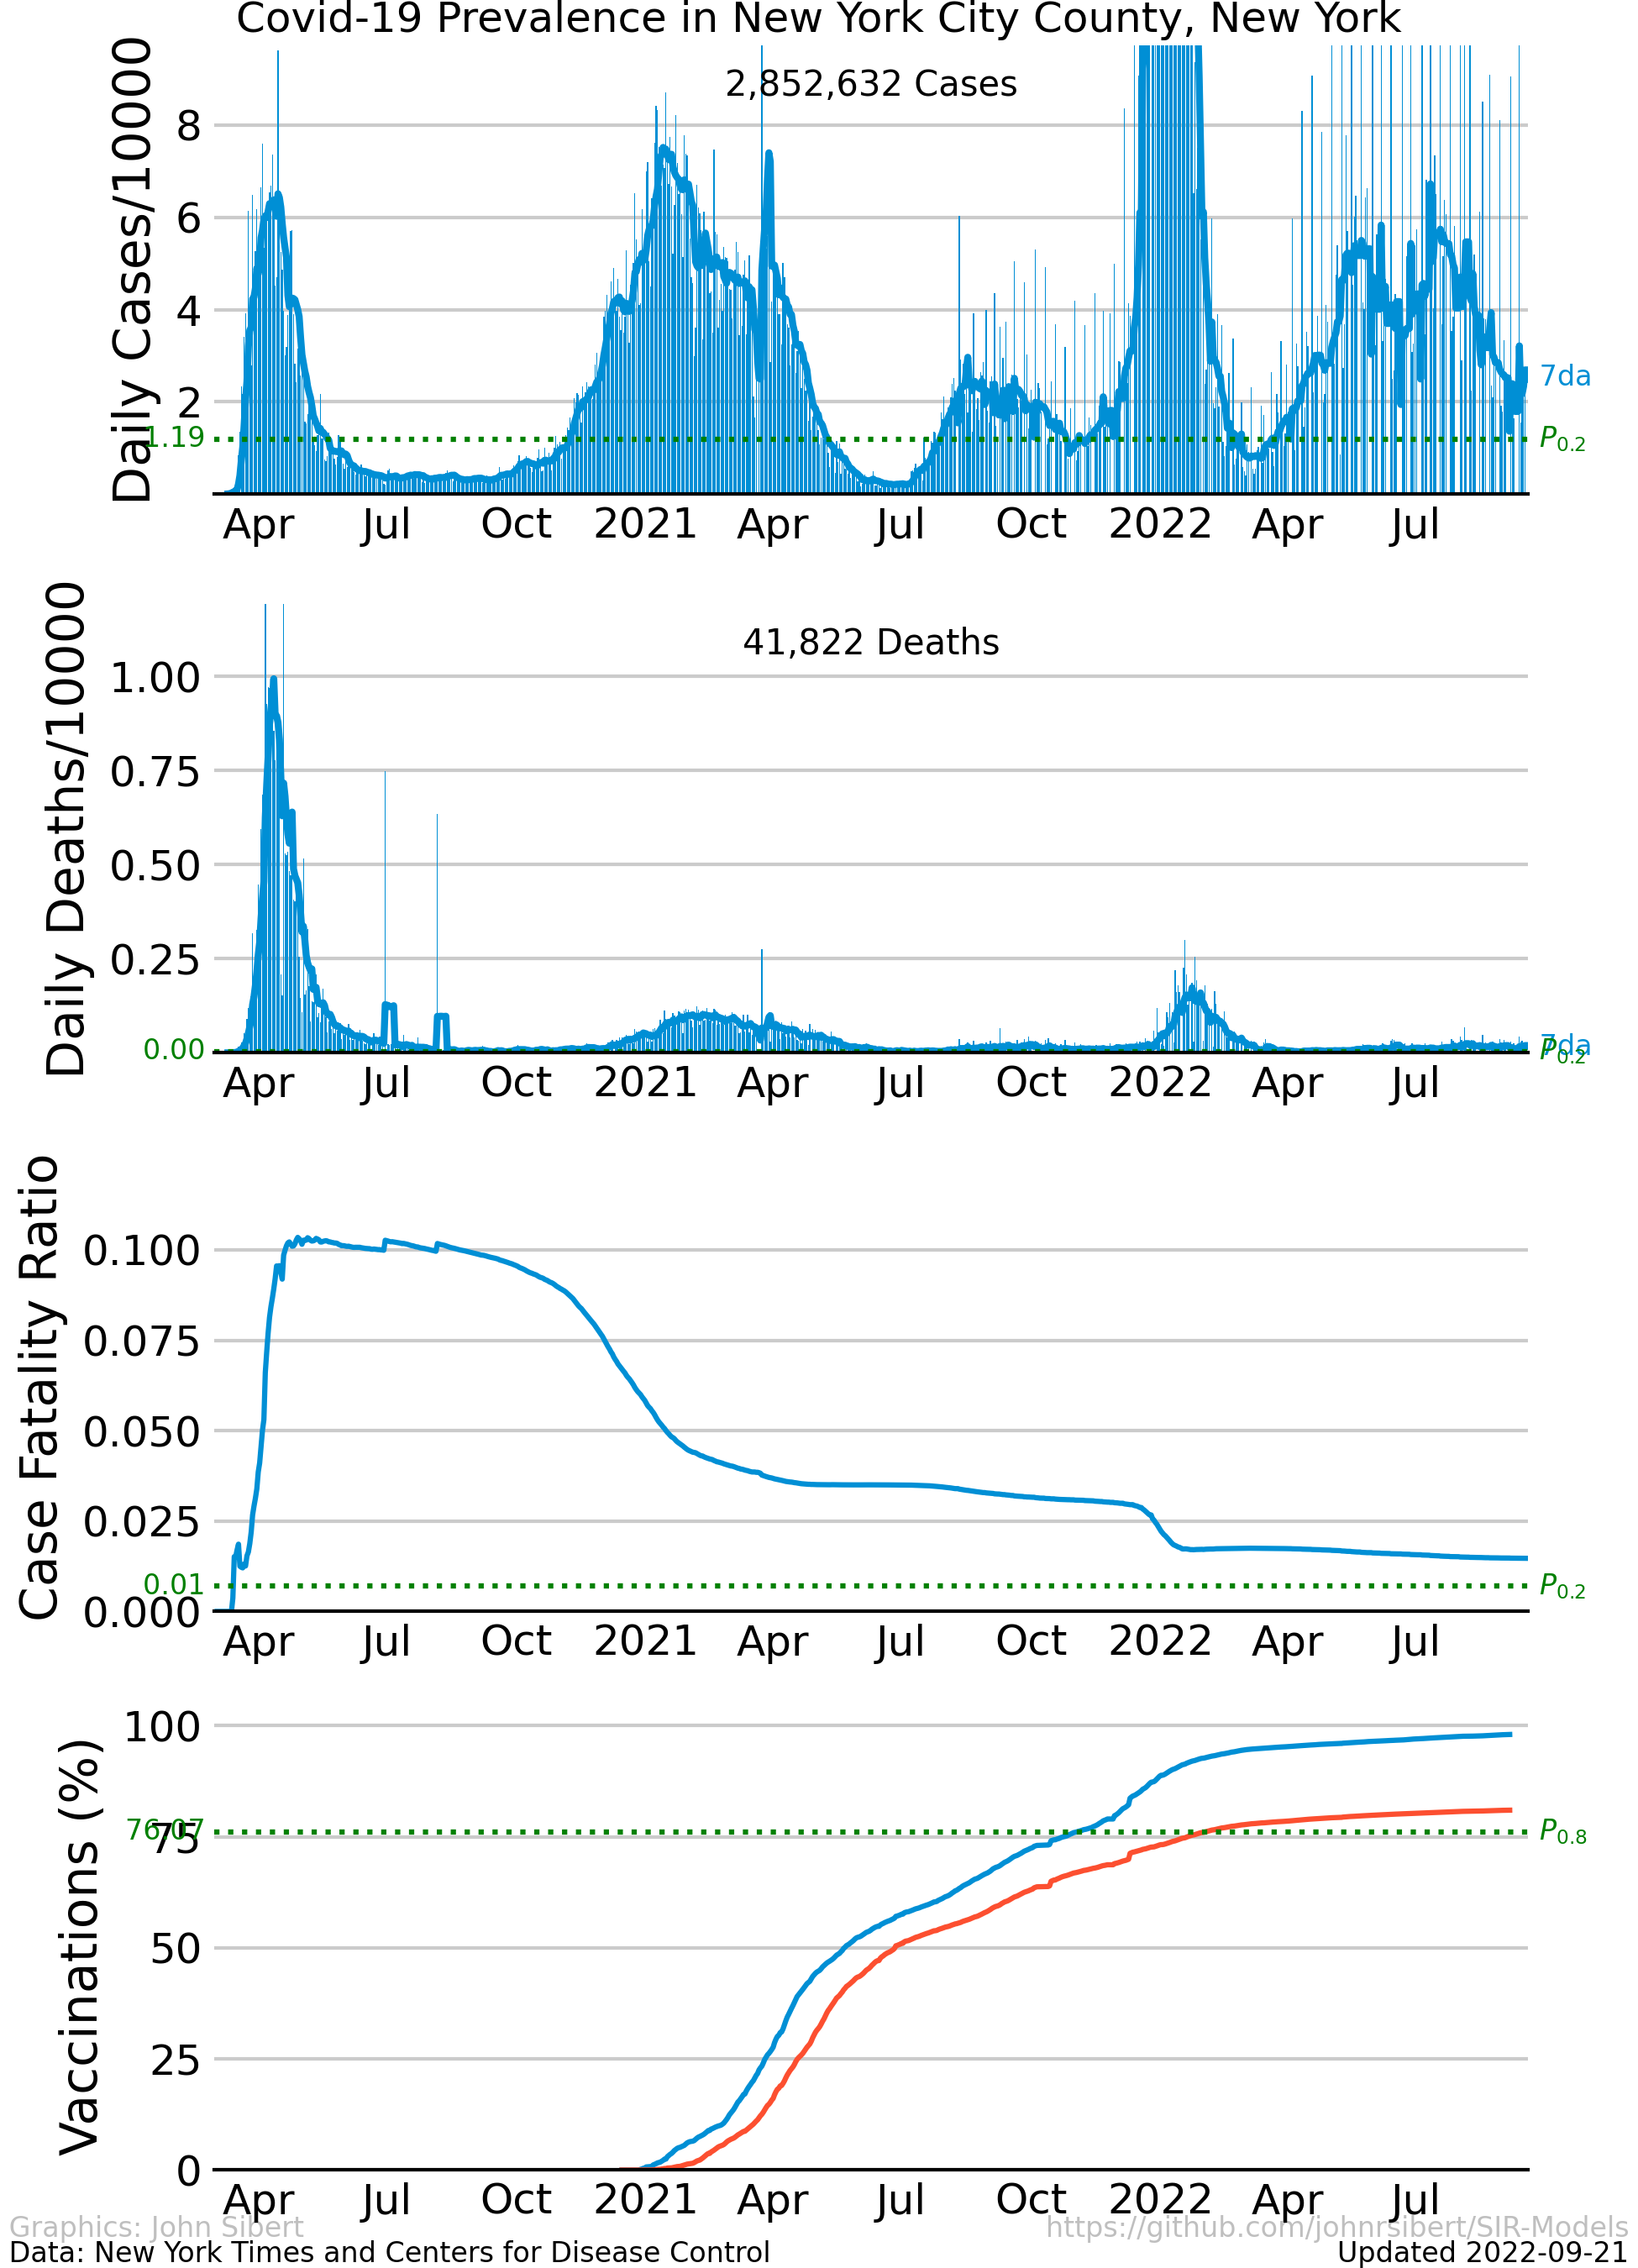 Covid-19 Prevalence in New York City County, New York
Daily Cases/10000
2,852,632 Cases
8
6
4
2
1.19
7da
P0.2
Apr Jul Oct 2021 Apr Jul Oct 2022 Apr Jul
Daily Deaths/10000
41,822 Deaths
1.00
0.75
0.50
0.25
0.00
7da
P0.2
Apr Jul Oct 2021 Apr Jul Oct 2022 Apr Jul
Case Fatality Ratio
0.100
0.075
0.050
0.025
0.01
0.000
P0.2
Apr Jul Oct 2021 Apr Jul Oct 2022 Apr Jul
Vaccinations (%)
100
76.07
75
50
25
0
P0.8
Apr Jul Oct 2021 Apr Jul Oct 2022 Apr Jul
Graphics: John Sibert https://github.com/johnrsibert/SIR-Models
Data: New York Times and Centers for Disease Control Updated 2022-09-21